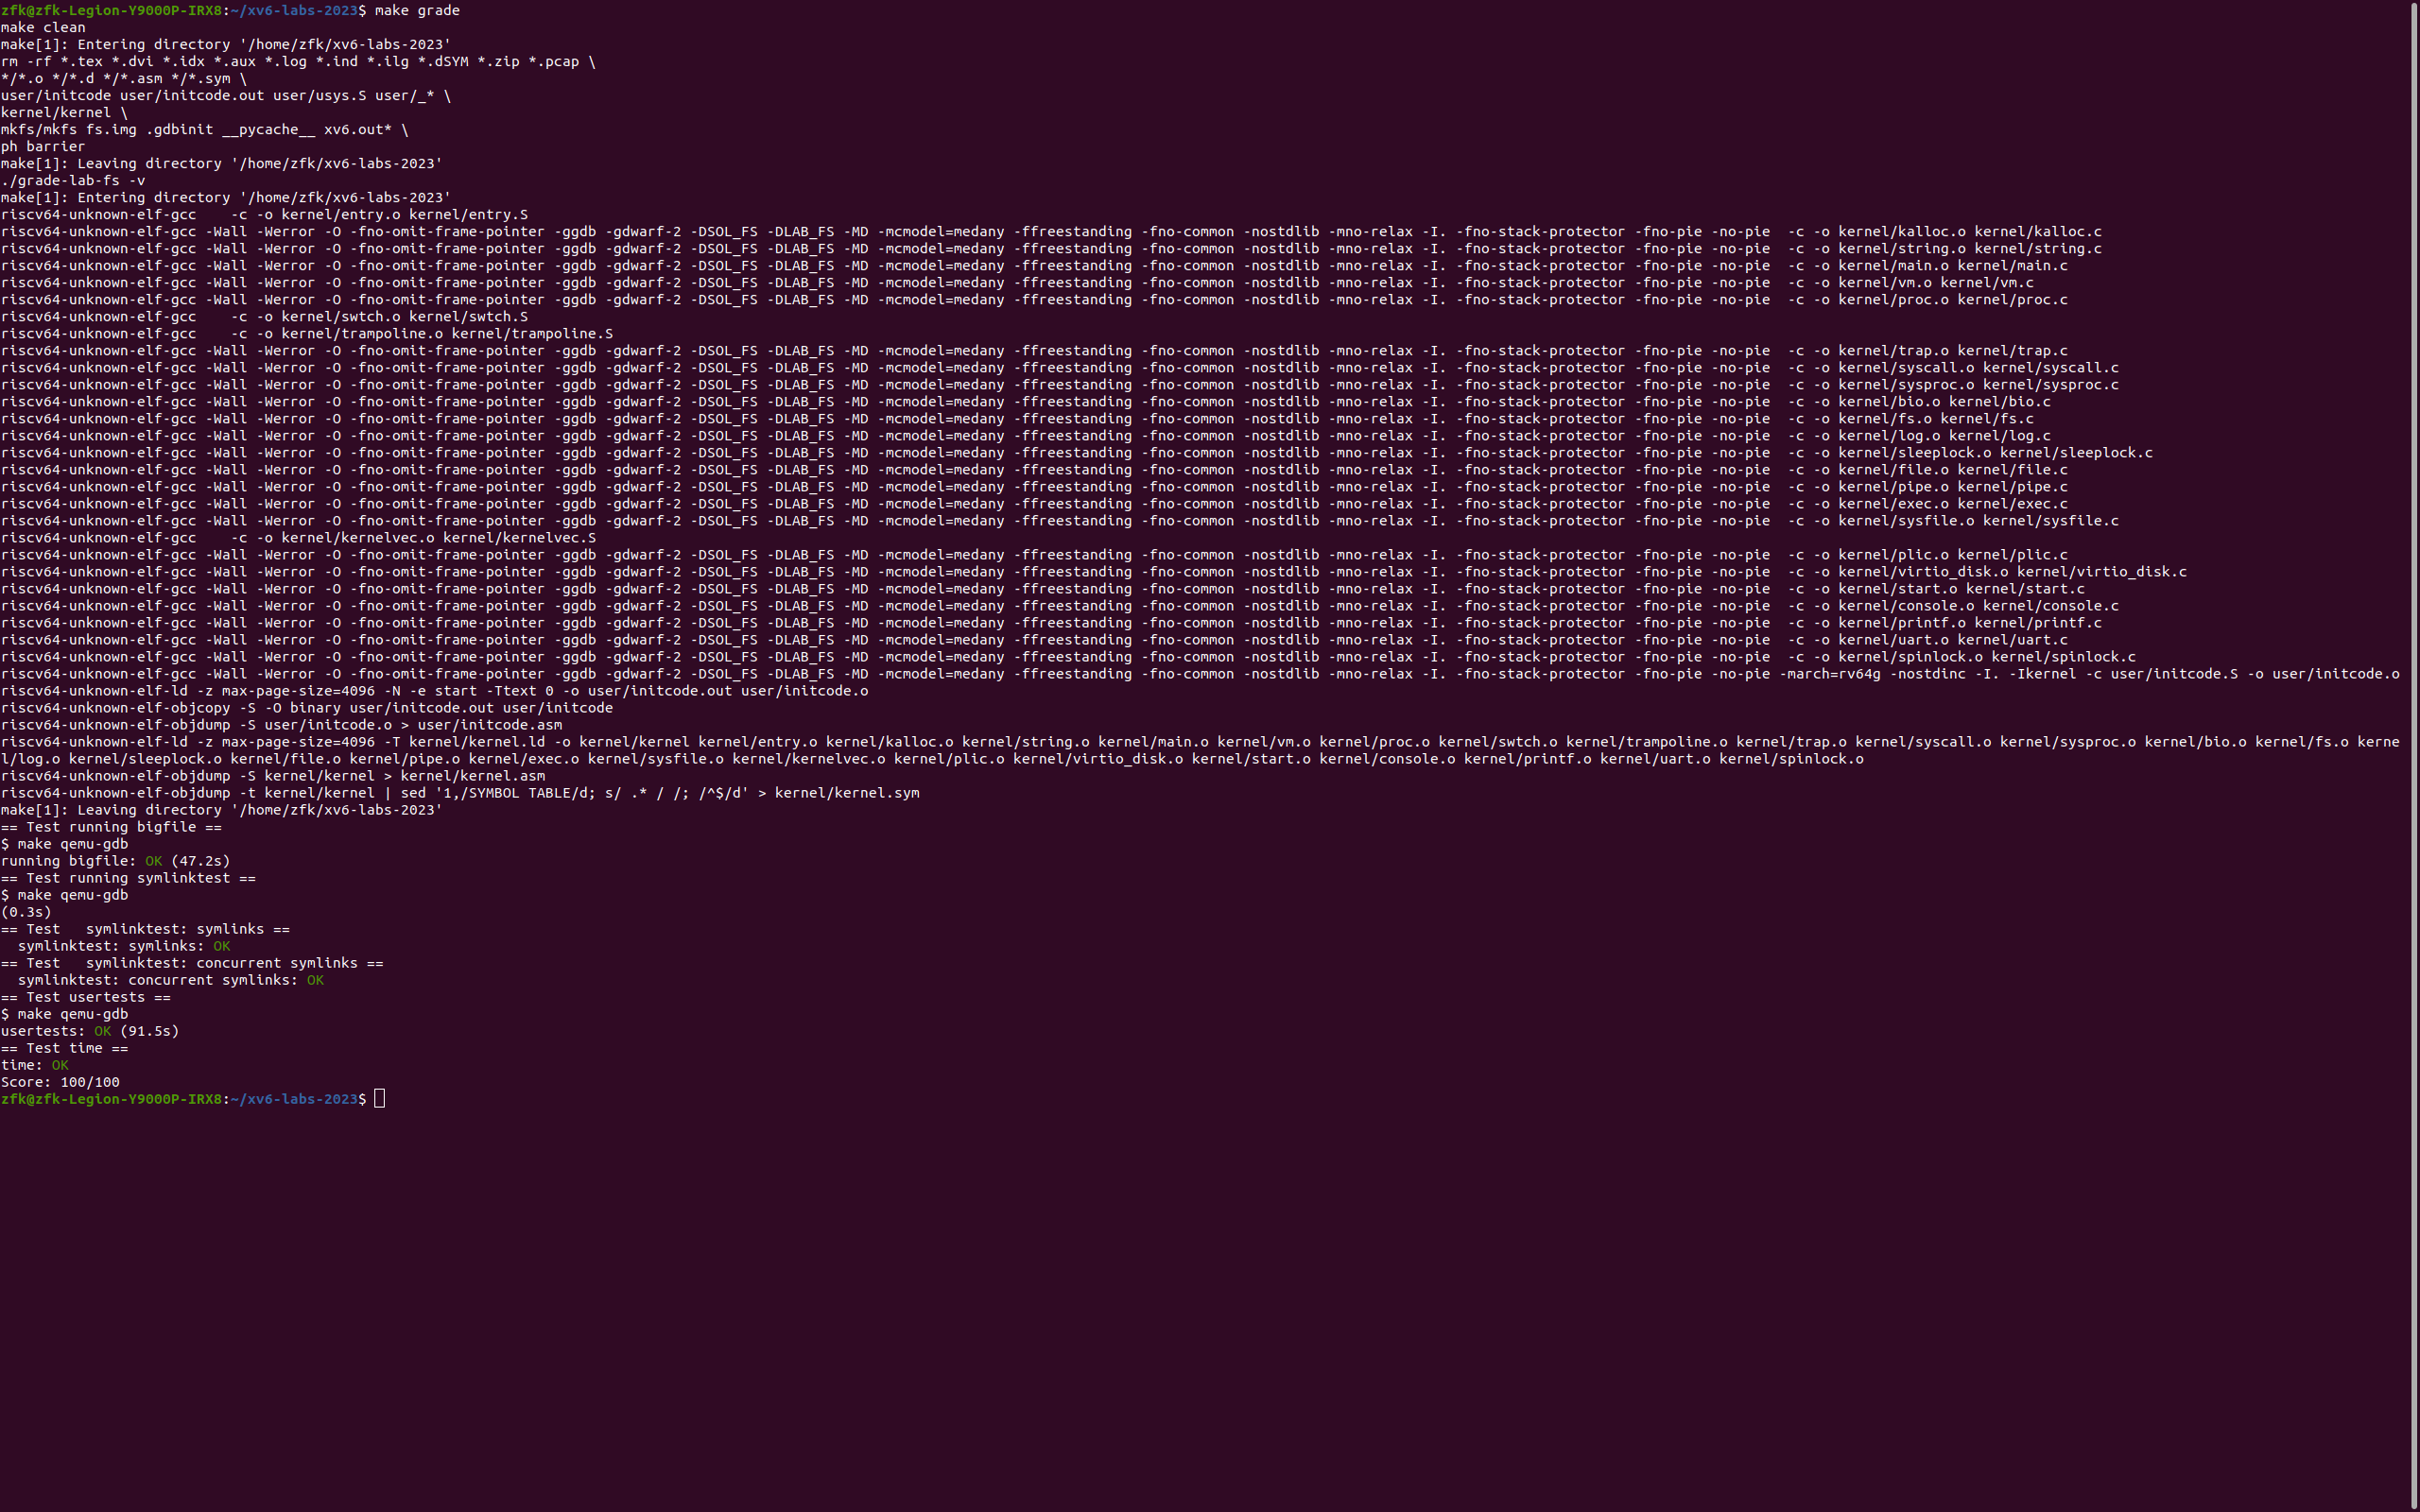 zfk@zfk-Legion-Y9000P-IRX8:~/xv6-labs-2023$ make grade
make clean
make[1]: Entering directory '/home/zfk/xv6-labs-2023'
rm -rf *.tex *.dvi *.idx *.aux *.log *.ind *.ilg *.dSYM *.zip *.pcap \
*/*.o */*.d */*.asm */*.sym \
user/initcode user/initcode.out user/usys.S user/_* \
kernel/kernel \
mkfs/mkfs fs.img .gdbinit __pycache__ xv6.out* \
ph barrier
make[1]: Leaving directory '/home/zfk/xv6-labs-2023'
./grade-lab-fs -v
make[1]: Entering directory '/home/zfk/xv6-labs-2023'
riscv64-unknown-elf-gcc    -c -o kernel/entry.o kernel/entry.S
riscv64-unknown-elf-gcc -Wall -Werror -O -fno-omit-frame-pointer -ggdb -gdwarf-2 -DSOL_FS -DLAB_FS -MD -mcmodel=medany -ffreestanding -fno-common -nostdlib -mno-relax -I. -fno-stack-protector -fno-pie -no-pie  -c -o kernel/kalloc.o kernel/kalloc.c
riscv64-unknown-elf-gcc -Wall -Werror -O -fno-omit-frame-pointer -ggdb -gdwarf-2 -DSOL_FS -DLAB_FS -MD -mcmodel=medany -ffreestanding -fno-common -nostdlib -mno-relax -I. -fno-stack-protector -fno-pie -no-pie  -c -o kernel/string.o kernel/string.c
riscv64-unknown-elf-gcc -Wall -Werror -O -fno-omit-frame-pointer -ggdb -gdwarf-2 -DSOL_FS -DLAB_FS -MD -mcmodel=medany -ffreestanding -fno-common -nostdlib -mno-relax -I. -fno-stack-protector -fno-pie -no-pie  -c -o kernel/main.o kernel/main.c
riscv64-unknown-elf-gcc -Wall -Werror -O -fno-omit-frame-pointer -ggdb -gdwarf-2 -DSOL_FS -DLAB_FS -MD -mcmodel=medany -ffreestanding -fno-common -nostdlib -mno-relax -I. -fno-stack-protector -fno-pie -no-pie  -c -o kernel/vm.o kernel/vm.c
riscv64-unknown-elf-gcc -Wall -Werror -O -fno-omit-frame-pointer -ggdb -gdwarf-2 -DSOL_FS -DLAB_FS -MD -mcmodel=medany -ffreestanding -fno-common -nostdlib -mno-relax -I. -fno-stack-protector -fno-pie -no-pie  -c -o kernel/proc.o kernel/proc.c
riscv64-unknown-elf-gcc    -c -o kernel/swtch.o kernel/swtch.S
riscv64-unknown-elf-gcc    -c -o kernel/trampoline.o kernel/trampoline.S
riscv64-unknown-elf-gcc -Wall -Werror -O -fno-omit-frame-pointer -ggdb -gdwarf-2 -DSOL_FS -DLAB_FS -MD -mcmodel=medany -ffreestanding -fno-common -nostdlib -mno-relax -I. -fno-stack-protector -fno-pie -no-pie  -c -o kernel/trap.o kernel/trap.c
riscv64-unknown-elf-gcc -Wall -Werror -O -fno-omit-frame-pointer -ggdb -gdwarf-2 -DSOL_FS -DLAB_FS -MD -mcmodel=medany -ffreestanding -fno-common -nostdlib -mno-relax -I. -fno-stack-protector -fno-pie -no-pie  -c -o kernel/syscall.o kernel/syscall.c
riscv64-unknown-elf-gcc -Wall -Werror -O -fno-omit-frame-pointer -ggdb -gdwarf-2 -DSOL_FS -DLAB_FS -MD -mcmodel=medany -ffreestanding -fno-common -nostdlib -mno-relax -I. -fno-stack-protector -fno-pie -no-pie  -c -o kernel/sysproc.o kernel/sysproc.c
riscv64-unknown-elf-gcc -Wall -Werror -O -fno-omit-frame-pointer -ggdb -gdwarf-2 -DSOL_FS -DLAB_FS -MD -mcmodel=medany -ffreestanding -fno-common -nostdlib -mno-relax -I. -fno-stack-protector -fno-pie -no-pie  -c -o kernel/bio.o kernel/bio.c
riscv64-unknown-elf-gcc -Wall -Werror -O -fno-omit-frame-pointer -ggdb -gdwarf-2 -DSOL_FS -DLAB_FS -MD -mcmodel=medany -ffreestanding -fno-common -nostdlib -mno-relax -I. -fno-stack-protector -fno-pie -no-pie  -c -o kernel/fs.o kernel/fs.c
riscv64-unknown-elf-gcc -Wall -Werror -O -fno-omit-frame-pointer -ggdb -gdwarf-2 -DSOL_FS -DLAB_FS -MD -mcmodel=medany -ffreestanding -fno-common -nostdlib -mno-relax -I. -fno-stack-protector -fno-pie -no-pie  -c -o kernel/log.o kernel/log.c
riscv64-unknown-elf-gcc -Wall -Werror -O -fno-omit-frame-pointer -ggdb -gdwarf-2 -DSOL_FS -DLAB_FS -MD -mcmodel=medany -ffreestanding -fno-common -nostdlib -mno-relax -I. -fno-stack-protector -fno-pie -no-pie  -c -o kernel/sleeplock.o kernel/sleeplock.c
riscv64-unknown-elf-gcc -Wall -Werror -O -fno-omit-frame-pointer -ggdb -gdwarf-2 -DSOL_FS -DLAB_FS -MD -mcmodel=medany -ffreestanding -fno-common -nostdlib -mno-relax -I. -fno-stack-protector -fno-pie -no-pie  -c -o kernel/file.o kernel/file.c
riscv64-unknown-elf-gcc -Wall -Werror -O -fno-omit-frame-pointer -ggdb -gdwarf-2 -DSOL_FS -DLAB_FS -MD -mcmodel=medany -ffreestanding -fno-common -nostdlib -mno-relax -I. -fno-stack-protector -fno-pie -no-pie  -c -o kernel/pipe.o kernel/pipe.c
riscv64-unknown-elf-gcc -Wall -Werror -O -fno-omit-frame-pointer -ggdb -gdwarf-2 -DSOL_FS -DLAB_FS -MD -mcmodel=medany -ffreestanding -fno-common -nostdlib -mno-relax -I. -fno-stack-protector -fno-pie -no-pie  -c -o kernel/exec.o kernel/exec.c
riscv64-unknown-elf-gcc -Wall -Werror -O -fno-omit-frame-pointer -ggdb -gdwarf-2 -DSOL_FS -DLAB_FS -MD -mcmodel=medany -ffreestanding -fno-common -nostdlib -mno-relax -I. -fno-stack-protector -fno-pie -no-pie  -c -o kernel/sysfile.o kernel/sysfile.c
riscv64-unknown-elf-gcc    -c -o kernel/kernelvec.o kernel/kernelvec.S
riscv64-unknown-elf-gcc -Wall -Werror -O -fno-omit-frame-pointer -ggdb -gdwarf-2 -DSOL_FS -DLAB_FS -MD -mcmodel=medany -ffreestanding -fno-common -nostdlib -mno-relax -I. -fno-stack-protector -fno-pie -no-pie  -c -o kernel/plic.o kernel/plic.c
riscv64-unknown-elf-gcc -Wall -Werror -O -fno-omit-frame-pointer -ggdb -gdwarf-2 -DSOL_FS -DLAB_FS -MD -mcmodel=medany -ffreestanding -fno-common -nostdlib -mno-relax -I. -fno-stack-protector -fno-pie -no-pie  -c -o kernel/virtio_disk.o kernel/virtio_disk.c
riscv64-unknown-elf-gcc -Wall -Werror -O -fno-omit-frame-pointer -ggdb -gdwarf-2 -DSOL_FS -DLAB_FS -MD -mcmodel=medany -ffreestanding -fno-common -nostdlib -mno-relax -I. -fno-stack-protector -fno-pie -no-pie  -c -o kernel/start.o kernel/start.c
riscv64-unknown-elf-gcc -Wall -Werror -O -fno-omit-frame-pointer -ggdb -gdwarf-2 -DSOL_FS -DLAB_FS -MD -mcmodel=medany -ffreestanding -fno-common -nostdlib -mno-relax -I. -fno-stack-protector -fno-pie -no-pie  -c -o kernel/console.o kernel/console.c
riscv64-unknown-elf-gcc -Wall -Werror -O -fno-omit-frame-pointer -ggdb -gdwarf-2 -DSOL_FS -DLAB_FS -MD -mcmodel=medany -ffreestanding -fno-common -nostdlib -mno-relax -I. -fno-stack-protector -fno-pie -no-pie  -c -o kernel/printf.o kernel/printf.c
riscv64-unknown-elf-gcc -Wall -Werror -O -fno-omit-frame-pointer -ggdb -gdwarf-2 -DSOL_FS -DLAB_FS -MD -mcmodel=medany -ffreestanding -fno-common -nostdlib -mno-relax -I. -fno-stack-protector -fno-pie -no-pie  -c -o kernel/uart.o kernel/uart.c
riscv64-unknown-elf-gcc -Wall -Werror -O -fno-omit-frame-pointer -ggdb -gdwarf-2 -DSOL_FS -DLAB_FS -MD -mcmodel=medany -ffreestanding -fno-common -nostdlib -mno-relax -I. -fno-stack-protector -fno-pie -no-pie  -c -o kernel/spinlock.o kernel/spinlock.c
riscv64-unknown-elf-gcc -Wall -Werror -O -fno-omit-frame-pointer -ggdb -gdwarf-2 -DSOL_FS -DLAB_FS -MD -mcmodel=medany -ffreestanding -fno-common -nostdlib -mno-relax -I. -fno-stack-protector -fno-pie -no-pie -march=rv64g -nostdinc -I. -Ikernel -c user/initcode.S -o user/initcode.o
riscv64-unknown-elf-ld -z max-page-size=4096 -N -e start -Ttext 0 -o user/initcode.out user/initcode.o
riscv64-unknown-elf-objcopy -S -O binary user/initcode.out user/initcode
riscv64-unknown-elf-objdump -S user/initcode.o > user/initcode.asm
riscv64-unknown-elf-ld -z max-page-size=4096 -T kernel/kernel.ld -o kernel/kernel kernel/entry.o kernel/kalloc.o kernel/string.o kernel/main.o kernel/vm.o kernel/proc.o kernel/swtch.o kernel/trampoline.o kernel/trap.o kernel/syscall.o kernel/sysproc.o kernel/bio.o kernel/fs.o kerne
/log.o kernel/sleeplock.o kernel/file.o kernel/pipe.o kernel/exec.o kernel/sysfile.o kernel/kernelvec.o kernel/plic.o kernel/virtio_disk.o kernel/start.o kernel/console.o kernel/printf.o kernel/uart.o kernel/spinlock.o
riscv64-unknown-elf-objdump -S kernel/kernel > kernel/kernel.asm
riscv64-unknown-elf-objdump -t kernel/kernel | sed '1,/SYMBOL TABLE/d; s/ .* / /; /^$/d' > kernel/kernel.sym
make[1]: Leaving directory '/home/zfk/xv6-labs-2023'
== Test running bigfile ==
$ make qemu-gdb
running bigfile: OK (47.2s)
== Test running symlinktest ==
$ make qemu-gdb
(0.3s)
== Test   symlinktest: symlinks ==
  symlinktest: symlinks: OK
== Test   symlinktest: concurrent symlinks ==
  symlinktest: concurrent symlinks: OK
== Test usertests ==
$ make qemu-gdb
usertests: OK (91.5s)
== Test time ==
time: OK
Score: 100/100
zfk@zfk-Legion-Y9000P-IRX8:~/xv6-labs-2023$